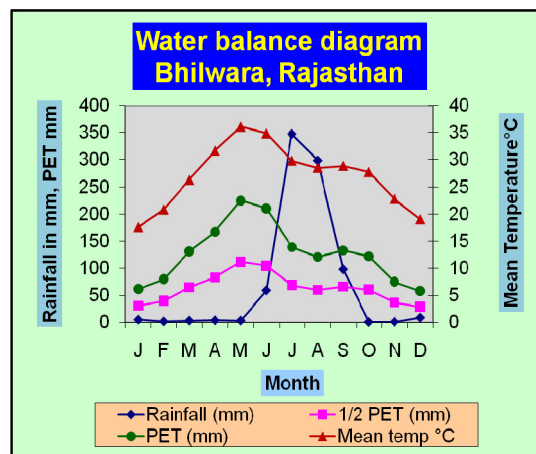 Water balance diagram
Bhilwara, Rajasthan
Rainfall in mm, PET mm
400
350
300
250
200
150
100
50
0
40
35
30
25
20
15
10
5
0
Mean Temperature°C
J F M A M J J A S O N D
Month
Rainfall (mm) 1/2 PET (mm)
PET (mm) Mean temp °C